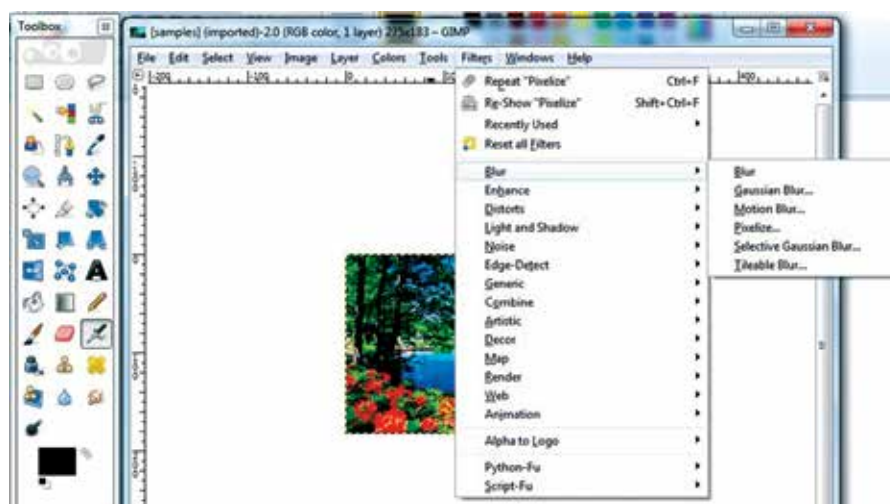 Toolbox
[samples] (imported)-2.0 (RGB color, 1 layer) 275x183 – GIMP
File Edit Select View Image Layer Colors Tools Filters Windows Help
Repeat "Pixelize" Ctrl+F
Re-Show "Pixelize" Shift+Ctrl+F
Recently Used
Reset all Filters
Blur
Enhance
Distorts
Light and Shadow
Noise
Edge-Detect
Generic
Combine
Artistic
Decor
Map
Render
Web
Animation
Alpha to Logo
Python-Fu
Script-Fu
Blur
Gaussian Blur...
Motion Blur...
Pixelize...
Selective Gaussian Blur...
Tileable Blur...